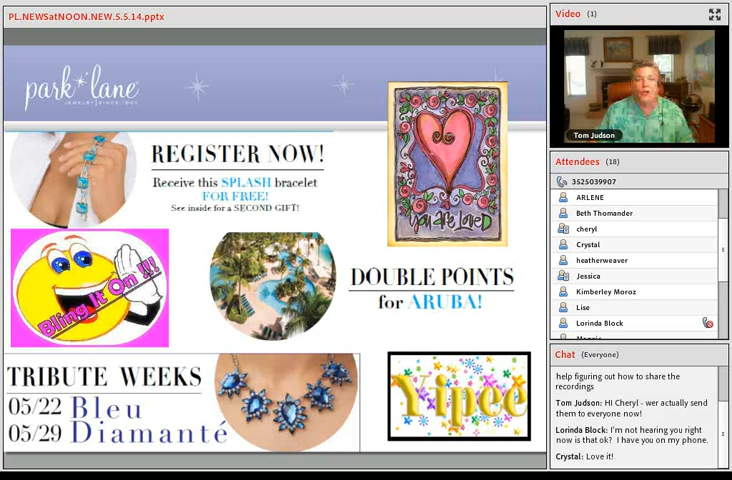 PL.NEWSatNOON.NEW.5.5.14.pptx
park lane
JEWELRY | SINCE 1955
REGISTER NOW!
Receive this SPLASH bracelet
FOR FREE!
See inside for a SECOND GIFT!
you are Loved
Bling It On !!!
DOUBLE POINTS
for ARUBA!
TRIBUTE WEEKS
05/22 Bleu
05/29 Diamanté
Yipee
Video (1)
Tom Judson
Attendees (18)
3525039907
ARLENE
Beth Thomander
cheryl
Crystal
heatherweaver
Jessica
Kimberley Moroz
Lise
Lorinda Block
Chat (Everyone)
help figuring out how to share the
recordings
Tom Judson: HI Cheryl - wer actually send
them to everyone now!
Lorinda Block: I'm not hearing you right
now is that ok? I have you on my phone.
Crystal: Love it!